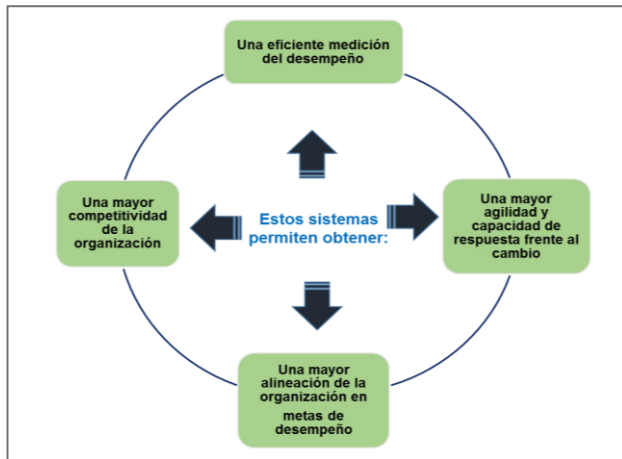 Una eficiente medición
del desempeño
Una mayor
competitividad
de la
organización
Estos sistemas
permiten obtener:
Una mayor
agilidad y
capacidad de
respuesta frente al
cambio
Una mayor
alineación de la
organización en
metas de
desempeño